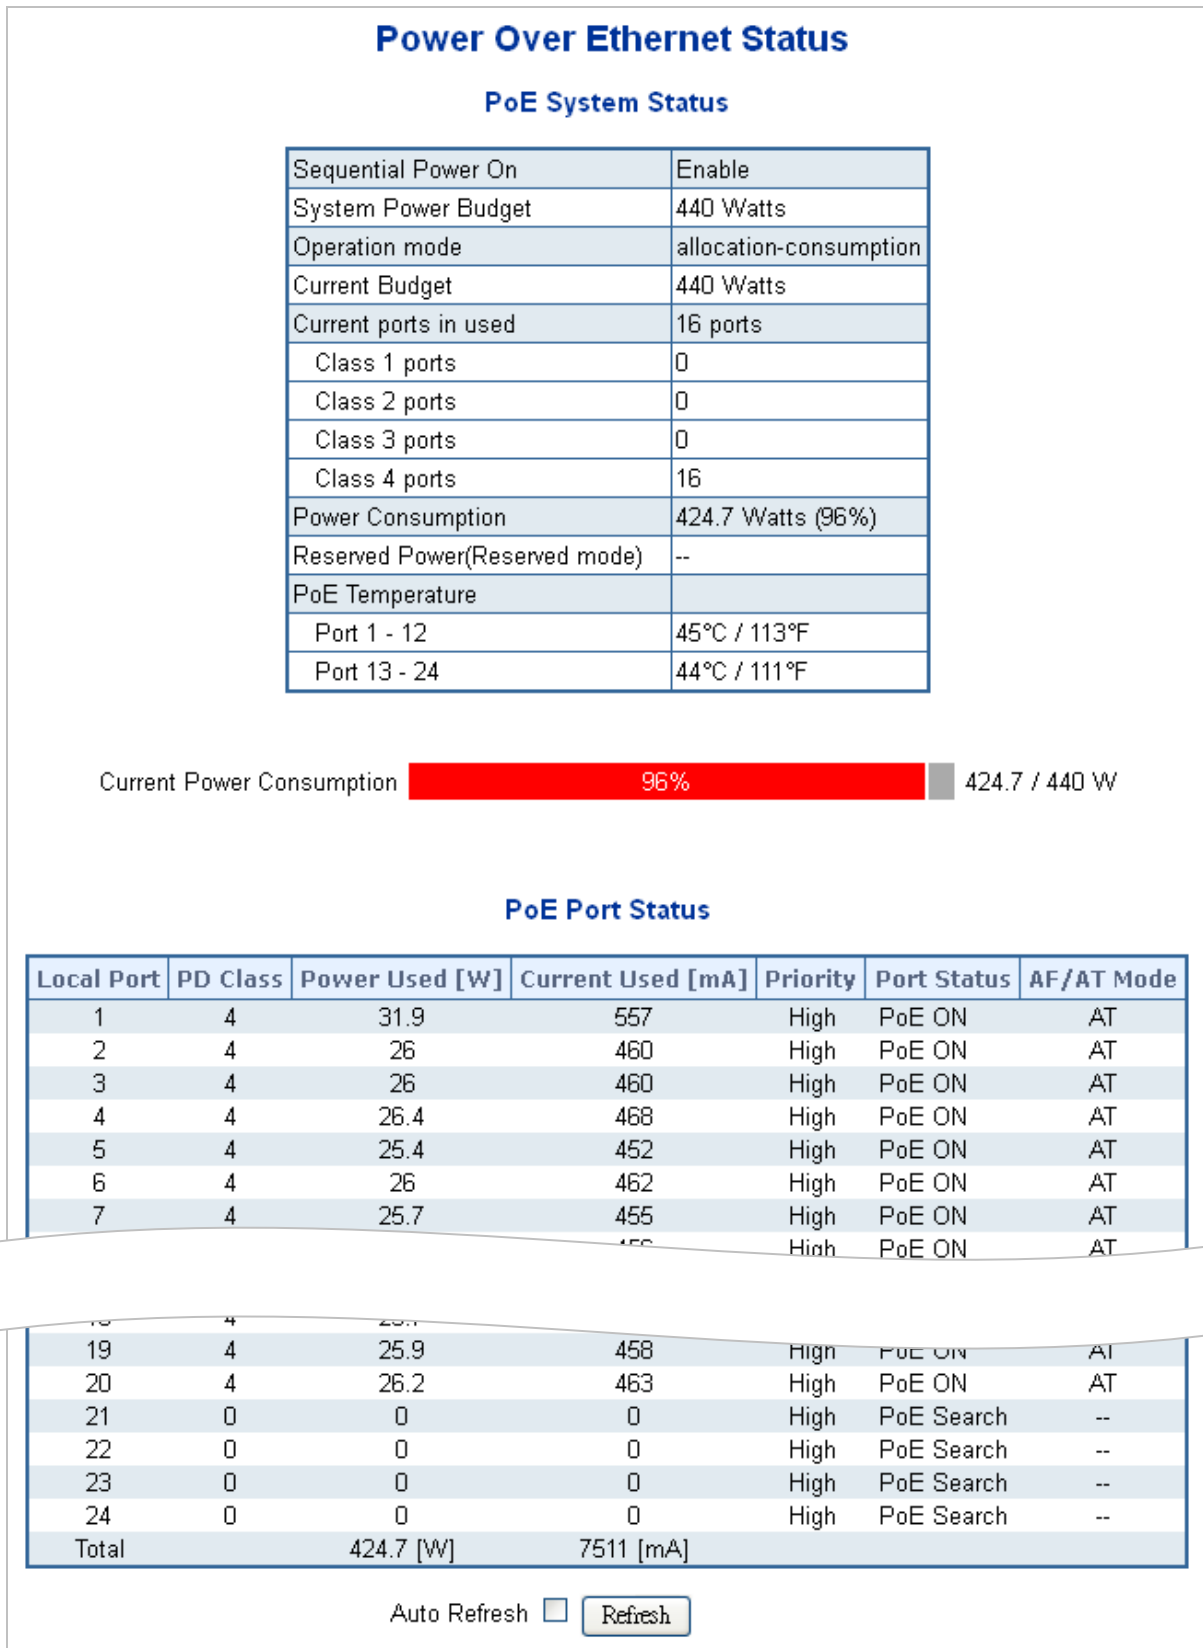 Power Over Ethernet Status
PoE System Status
Sequential Power On Enable
System Power Budget 440 Watts
Operation mode allocation-consumption
Current Budget 440 Watts
Current ports in used 16 ports
Class 1 ports 0
Class 2 ports 0
Class 3 ports 0
Class 4 ports 16
Power Consumption 424.7 Watts (96%)
Reserved Power(Reserved mode) --
PoE Temperature
Port 1 - 12 45°C / 113°F
Port 13 - 24 44°C / 111°F
Current Power Consumption 96% 424.7 / 440 W
PoE Port Status
Local Port PD Class Power Used [W] Current Used [mA] Priority Port Status AF/AT Mode
1 4 31.9 557 High PoE ON AT
2 4 26 460 High PoE ON AT
3 4 26 460 High PoE ON AT
4 4 26.4 468 High PoE ON AT
5 4 25.4 452 High PoE ON AT
6 4 26 462 High PoE ON AT
7 4 25.7 455 High PoE ON AT
High PoE ON AT
4
19 4 25.9 458 High PoE ON AT
20 4 26.2 463 High PoE ON AT
21 0 0 0 High PoE Search --
22 0 0 0 High PoE Search --
23 0 0 0 High PoE Search --
24 0 0 0 High PoE Search --
Total 424.7 [W] 7511 [mA]
Auto Refresh Refresh